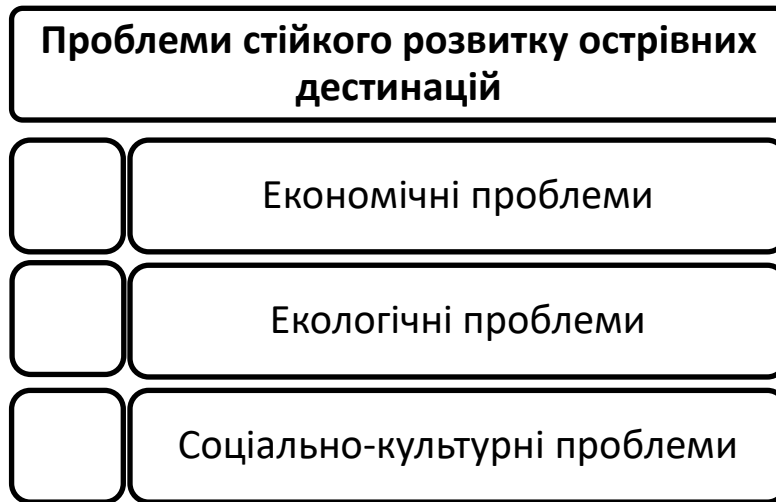 Проблеми стійкого розвитку острівних
дестинацій
Економічні проблеми
Екологічні проблеми
Соціально-культурні проблеми